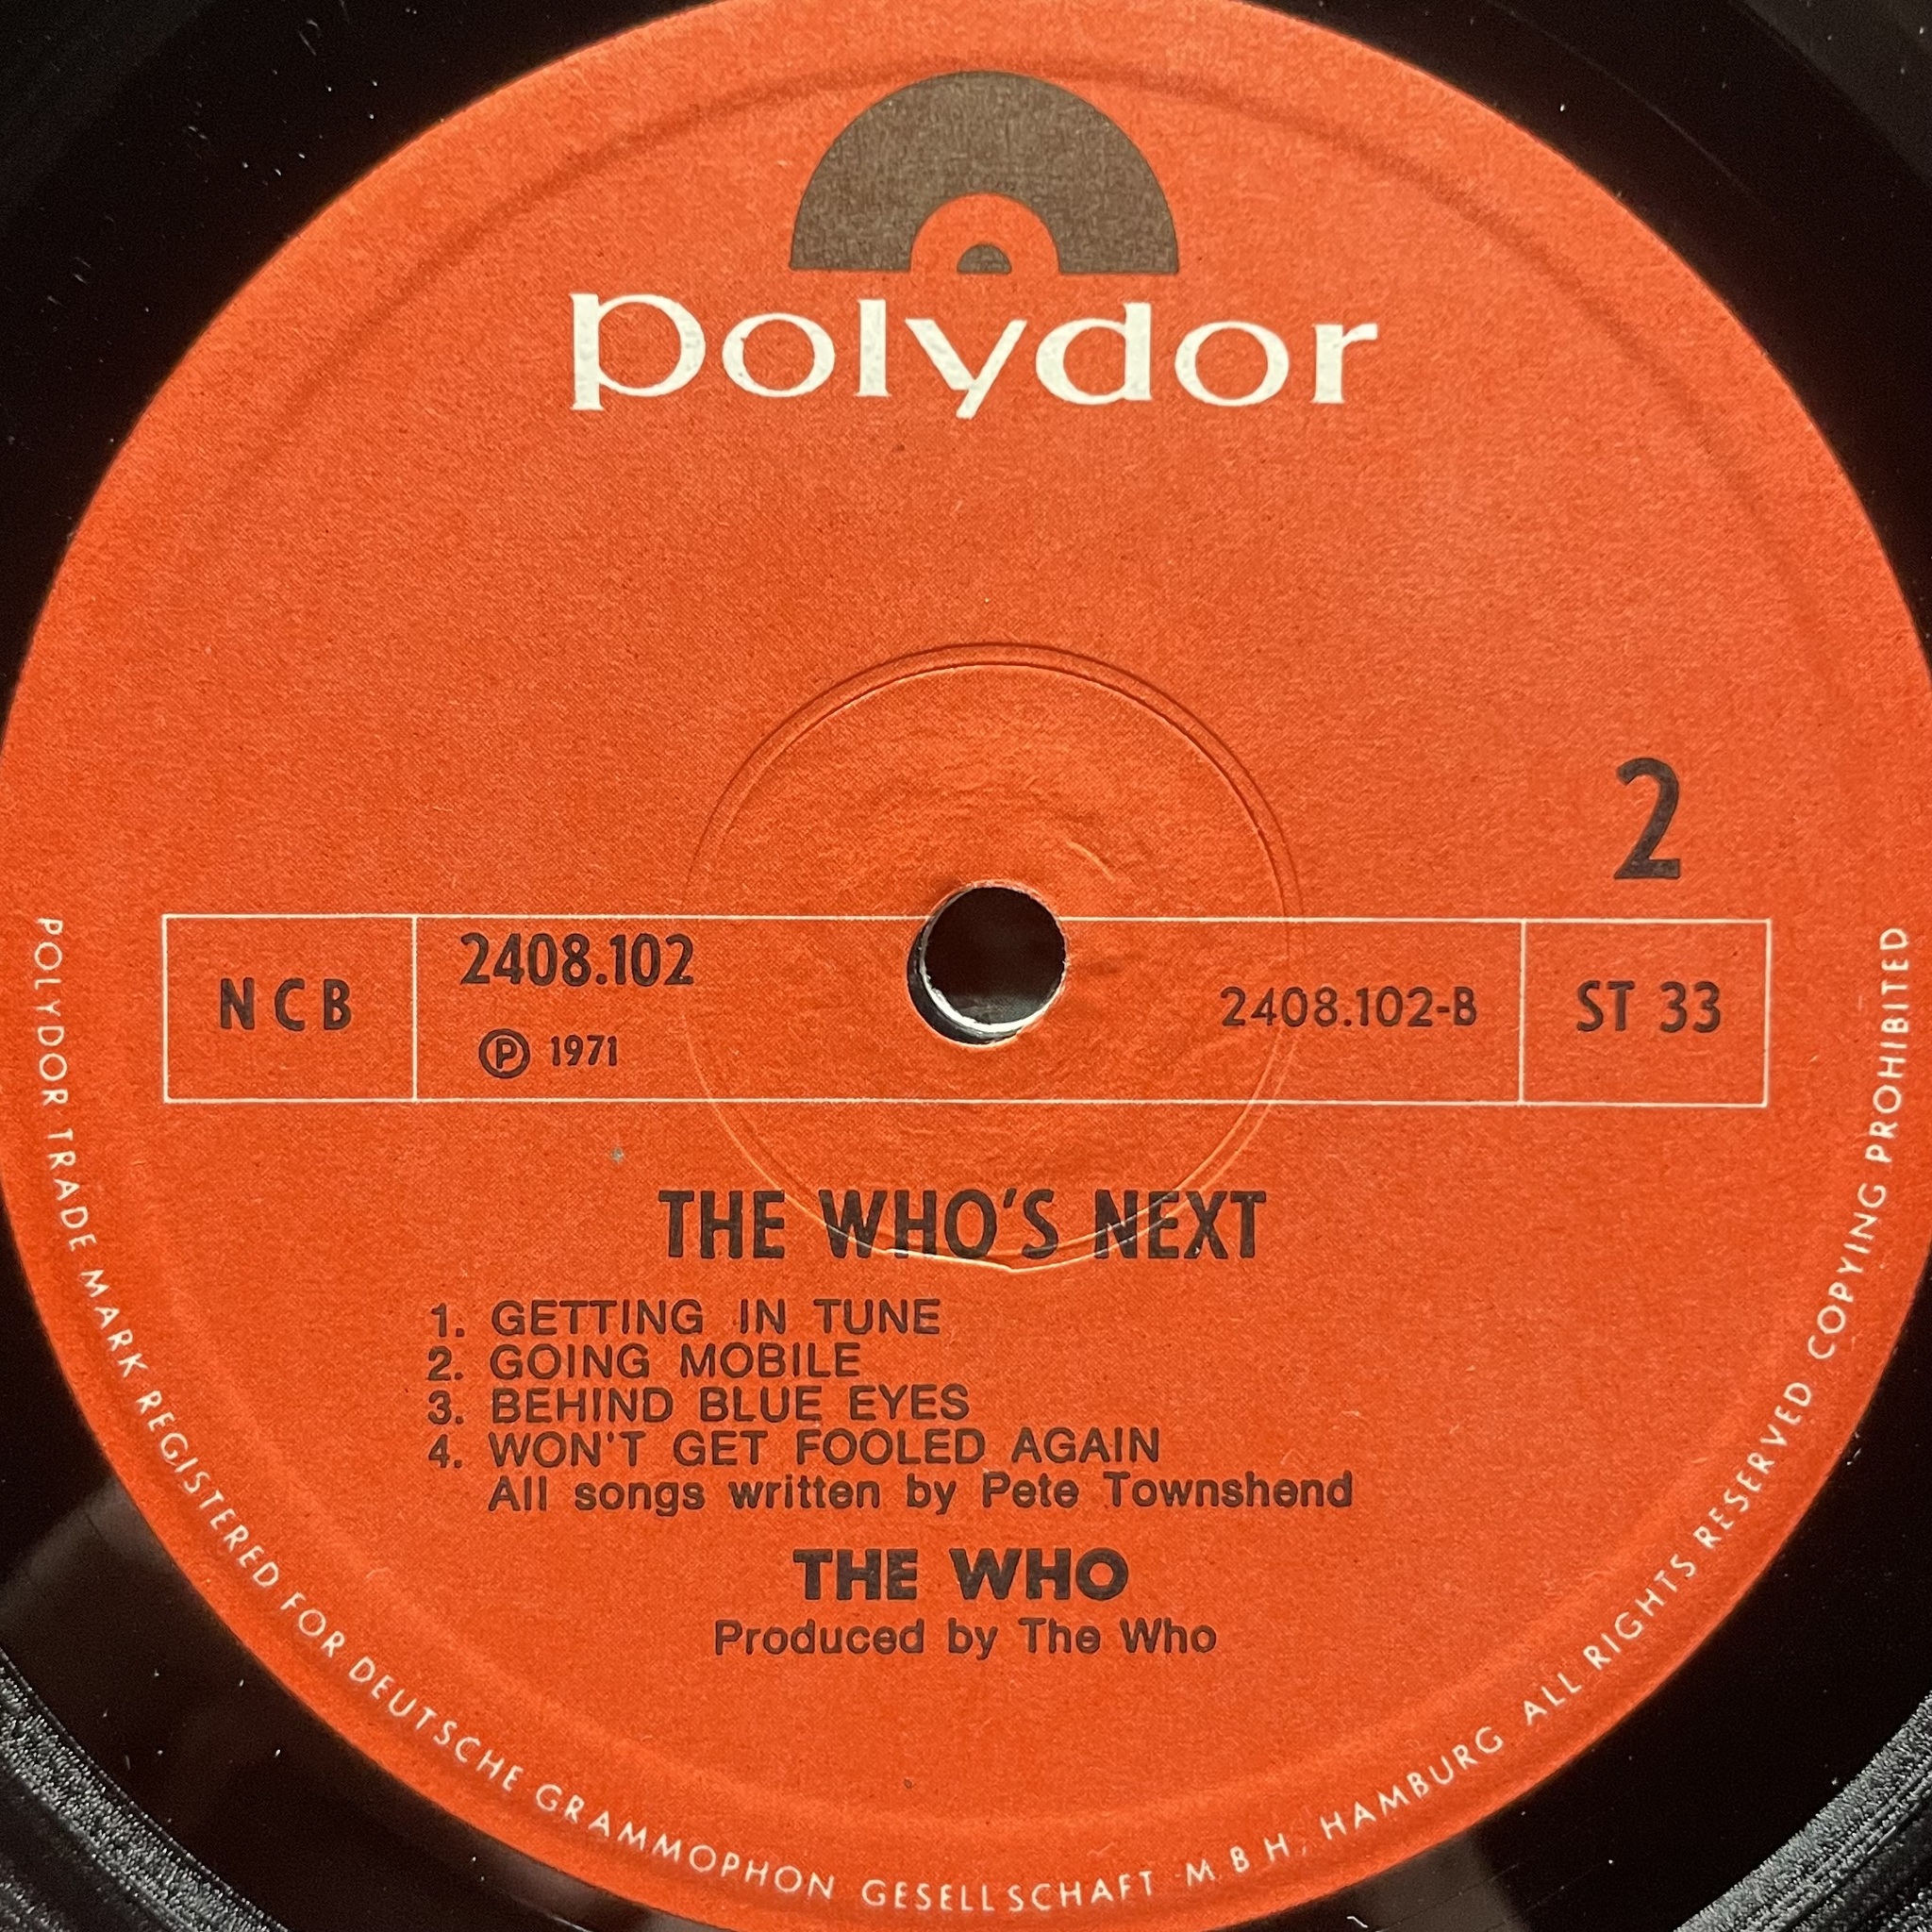 polydor
2
NCB
2408.102
Ⓟ 1971
2408.102-B
ST 33
THE WHO'S NEXT
1. GETTING IN TUNE
2. GOING MOBILE
3. BEHIND BLUE EYES
4. WON'T GET FOOLED AGAIN
All songs written by Pete Townshend
THE WHO
Produced by The Who
POLYDOR TRADE MARK REGISTERED FOR DEUTSCHE GRAMMOPHON GESELLSCHAFT M B H, HAMBURG ALL RIGHTS RESERVED COPYING PROHIBITED